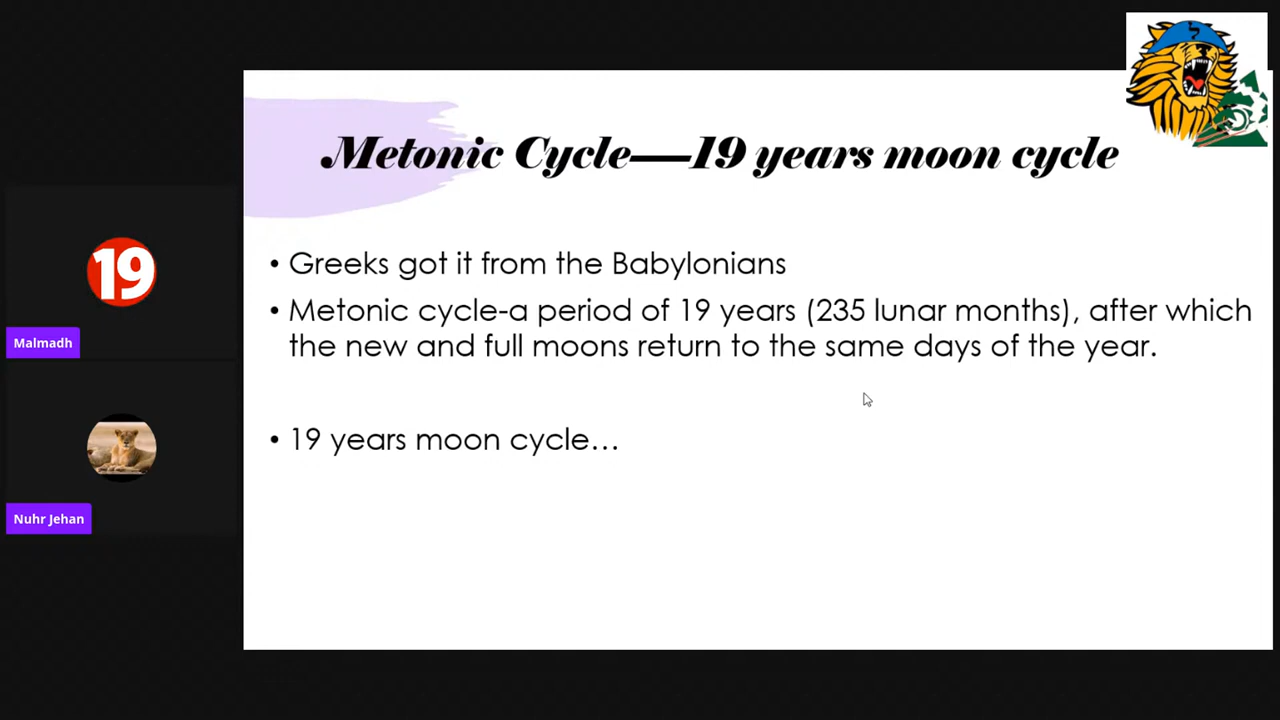 Metonic Cycle—19 years moon cycle
• Greeks got it from the Babylonians
• Metonic cycle-a period of 19 years (235 lunar months), after which
the new and full moons return to the same days of the year.
• 19 years moon cycle...
19
Malmadh
Nuhr Jehan